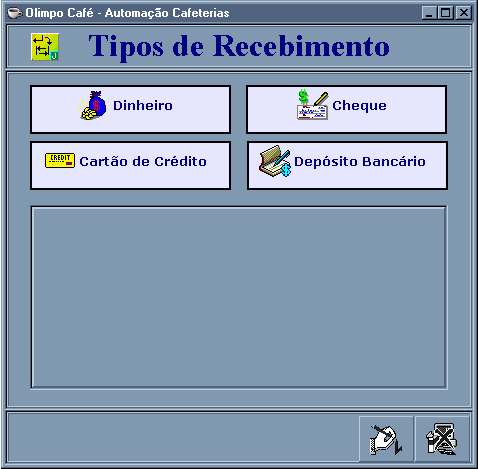 Olimpo Café - Automação Cafeterias
Tipos de Recebimento
Dinheiro
Cheque
CREDIT
Cartão de Crédito
Depósito Bancário